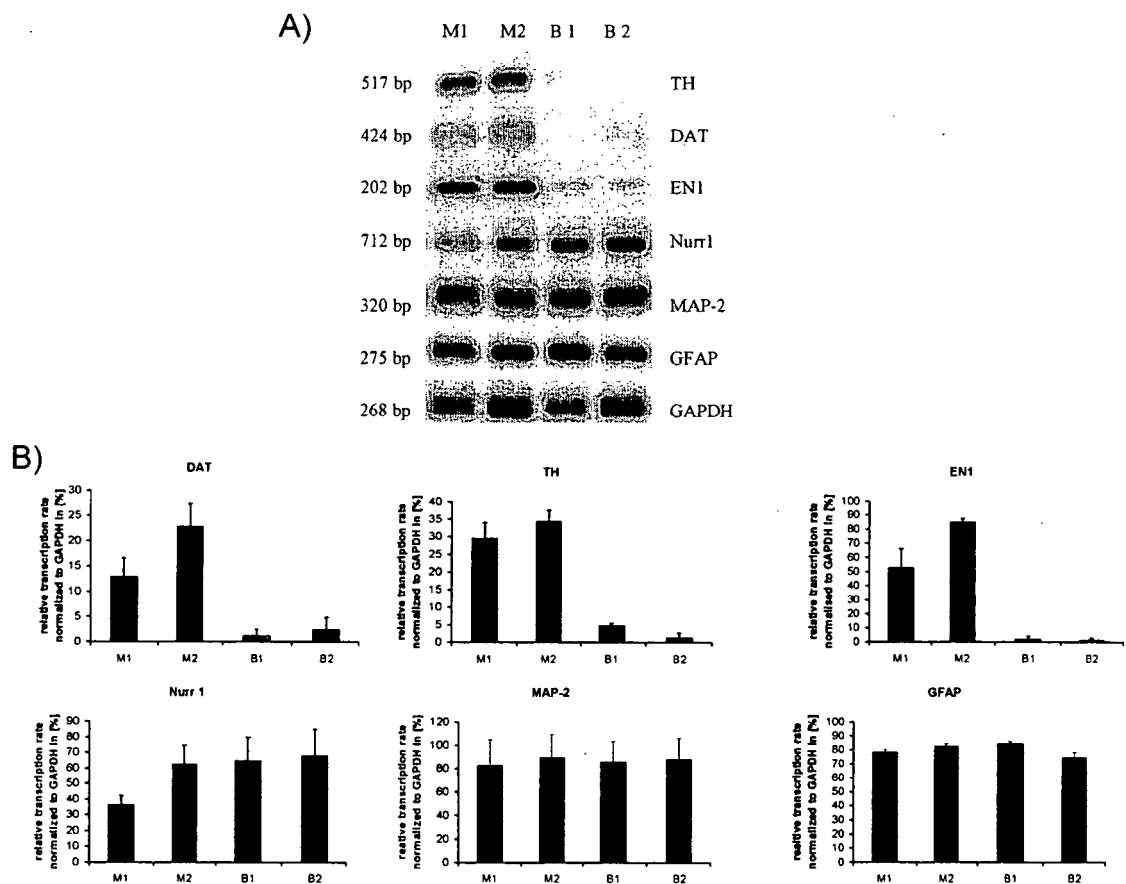 A)
M1 M2 B 1 B 2
517 bp TH
424 bp DAT
202 bp EN1
712 bp Nurr1
320 bp MAP-2
275 bp GFAP
268 bp GAPDH
B)
DAT
relative transcription rate
normalized to GAPDH In [%]
30
25
20
15
10
5
0
M1 M2 B1 B2
TH
relative transcription rate
normalized to GAPDH In [%]
40
35
30
25
20
15
10
5
0
M1 M2 B1 B2
EN1
relative transcription rate
normalised to GAPDH In [%]
100
90
80
70
60
50
40
30
20
10
0
M1 M2 B1 B2
Nurr 1
relative transcription rate
normalized to GAPDH In [%]
90
80
70
60
50
40
30
20
10
0
M1 M2 B1 B2
MAP-2
relative transcription rate
normalized to GAPDH In [%]
120
100
80
60
40
20
0
M1 M2 B1 B2
GFAP
realtive transcription rate
normalized to GAPDH In [%]
100
90
80
70
60
50
40
30
20
10
0
M1 M2 B1 B2